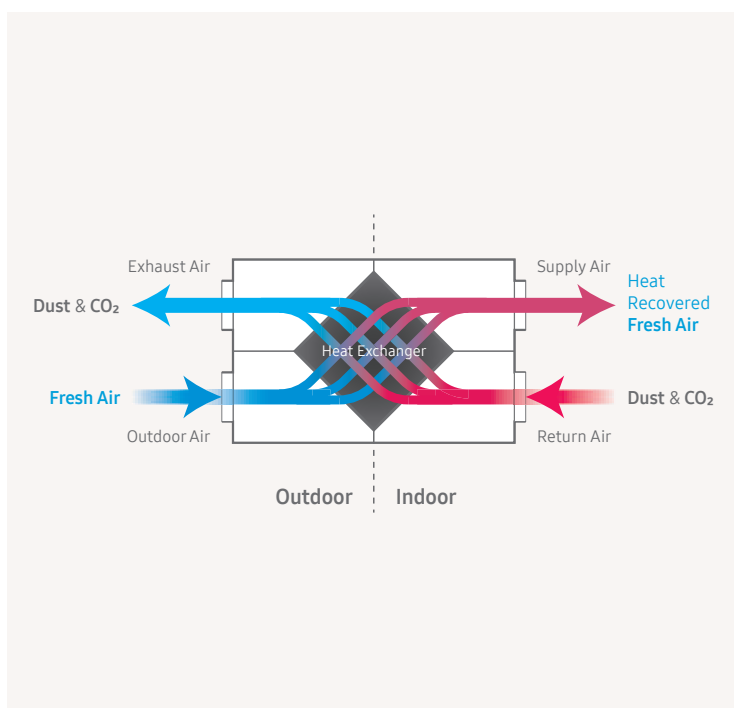 Exhaust Air
Supply Air
Dust & CO₂
Heat
Recovered
Fresh Air
Heat Exchanger
Fresh Air
Dust & CO₂
Outdoor Air
Return Air
Outdoor
Indoor